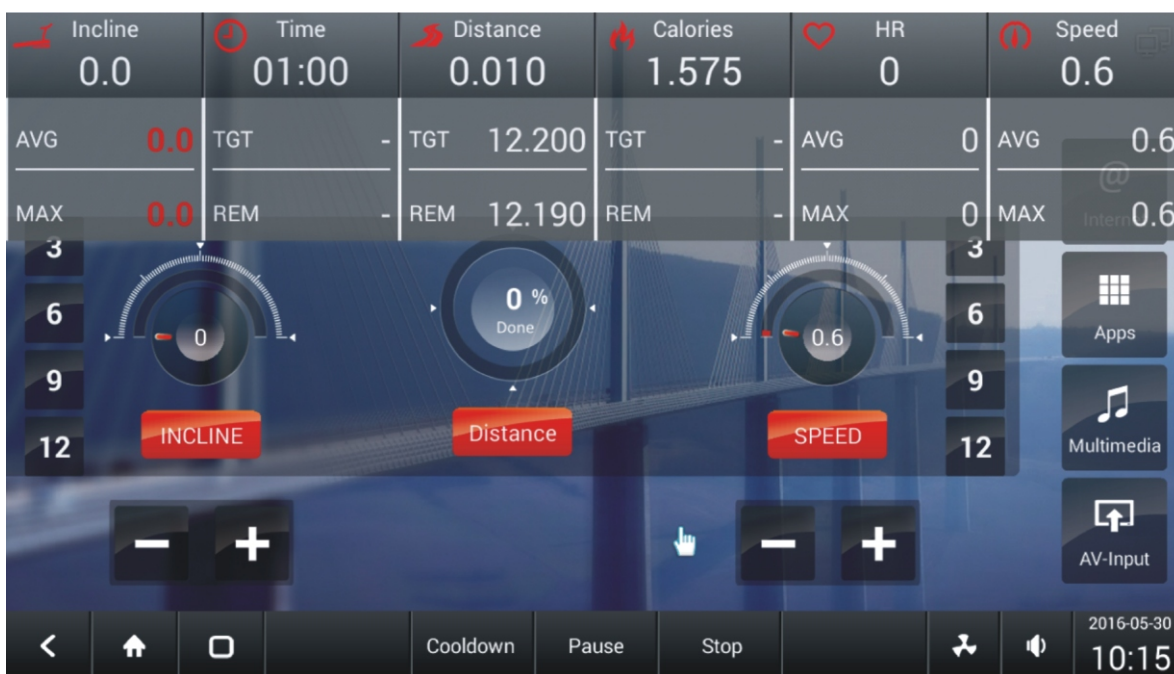 Incline Time Distance Calories HR Speed
0.0 01:00 0.010 1.575 0 0.6
AVG 0.0 TGT - TGT 12.200 TGT - AVG 0 AVG 0.6
MAX 0.0 REM - REM 12.190 REM - MAX 0 MAX 0.6
@
3 3
6 0 % 6 Apps
Done
0 0.6
9 9
INCLINE Distance SPEED
12 12 Multimedia
− + − +
AV-Input
Cooldown Pause Stop
2016-05-30
10:15